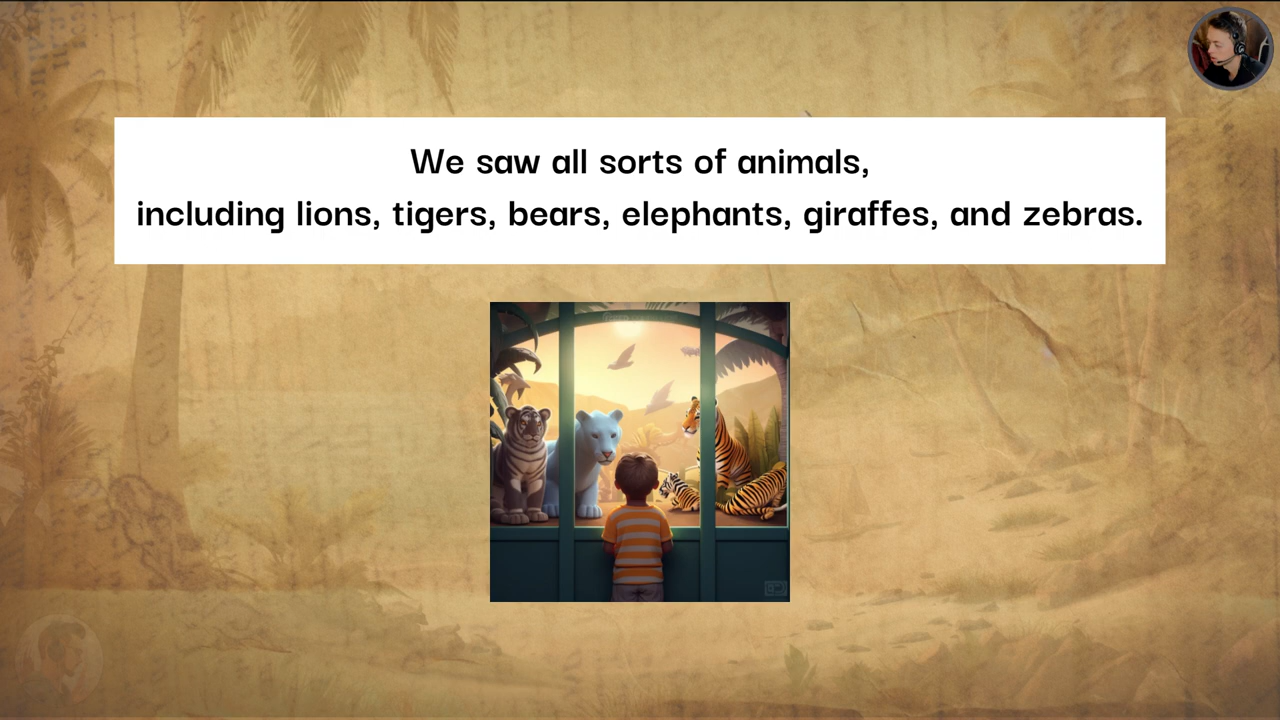 We saw all sorts of animals,
including lions, tigers, bears, elephants, giraffes, and zebras.